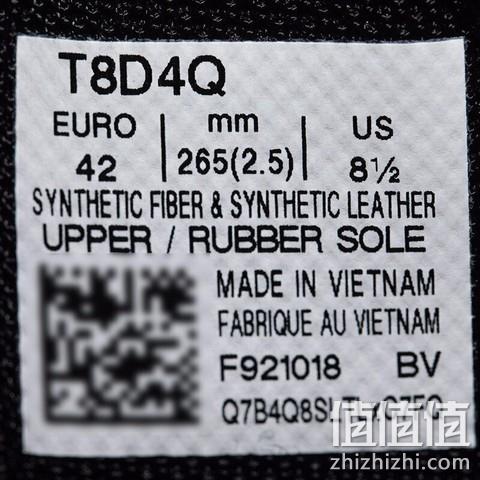 T8D4Q
EURO mm US
42 265(2.5) 8½
SYNTHETIC FIBER & SYNTHETIC LEATHER
UPPER / RUBBER SOLE
MADE IN VIETNAM
FABRIQUE AU VIETNAM
F921018 BV
值值值
zhizhizhi.com